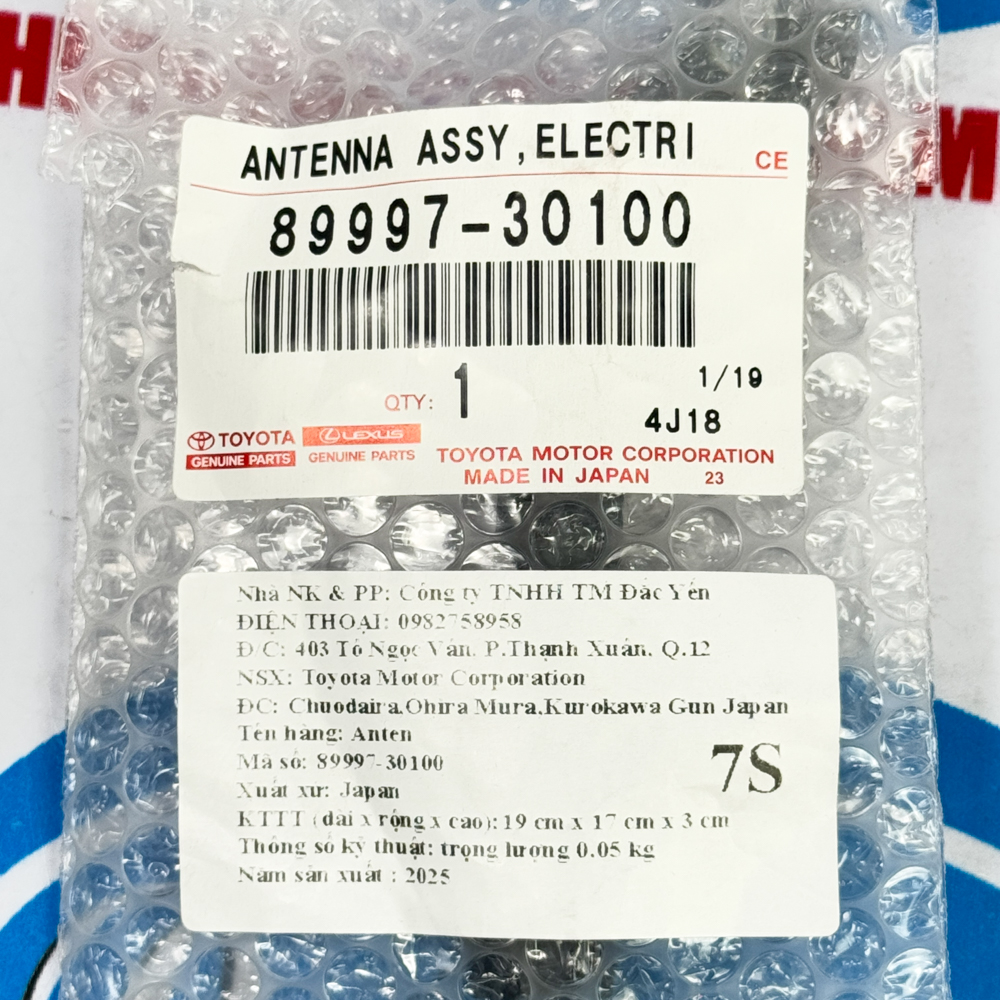 H
M
ANTENNA ASSY,ELECTRI CE
89997-30100
QTY: 1
1/19
4J18
TOYOTA
GENUINE PARTS
LEXUS
GENUINE PARTS
TOYOTA MOTOR CORPORATION
MADE IN JAPAN 23
Nhà NK & PP: Công ty TNHH TM Đắc Yến
ĐIỆN THOẠI: 0982758958
Đ/C: 403 Tô Ngọc Vân, P.Thạnh Xuân, Q.12
NSX: Toyota Motor Corporation
ĐC: Chuodaira,Ohira Mura,Kurokawa Gun Japan
Tên hàng: Anten
Mã số: 89997-30100
7S
Xuất xứ: Japan
KTTT (dài x rộng x cao): 19 cm x 17 cm x 3 cm
Thông số kỹ thuật: trọng lượng 0.05 kg
Năm sản xuất : 2025